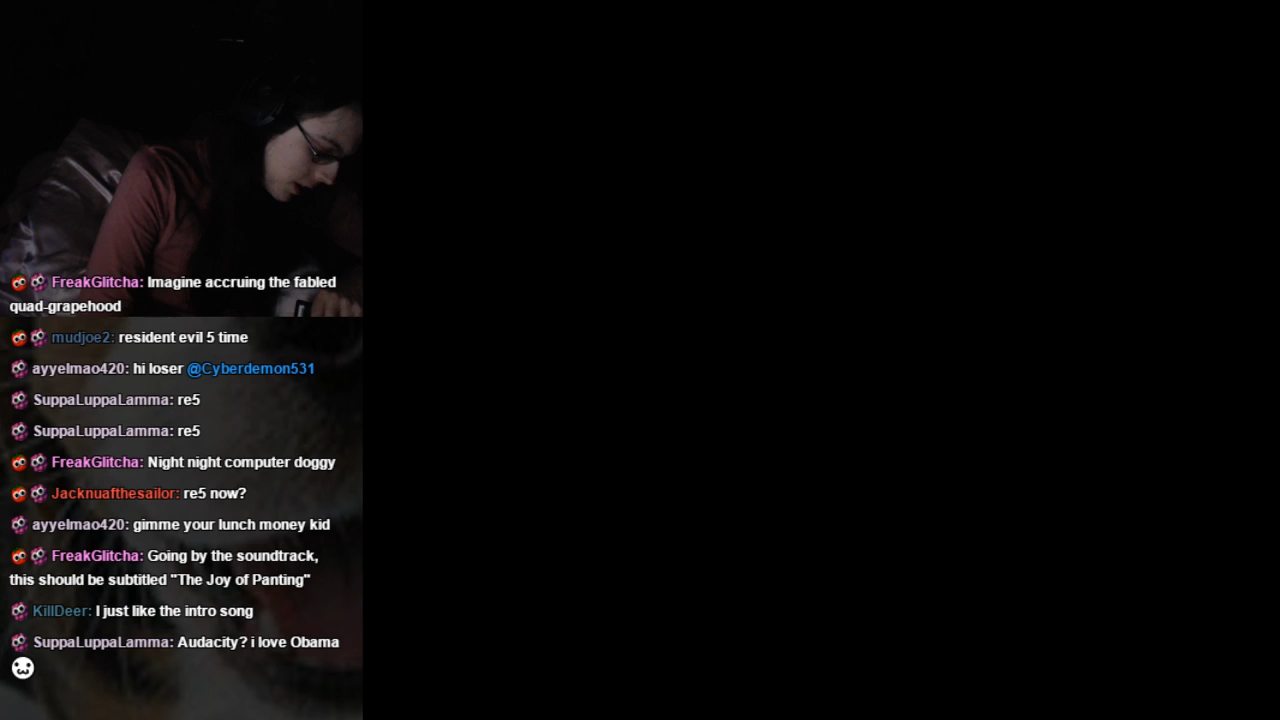 FreakGlitcha: Imagine accruing the fabled
quad-grapehood
mudjoe2: resident evil 5 time
ayyelmao420: hi loser @Cyberdemon531
SuppaLuppaLamma: re5
SuppaLuppaLamma: re5
FreakGlitcha: Night night computer doggy
Jacknuafthesailor: re5 now?
ayyelmao420: gimme your lunch money kid
FreakGlitcha: Going by the soundtrack,
this should be subtitled "The Joy of Panting"
KillDeer: I just like the intro song
SuppaLuppaLamma: Audacity? i love Obama